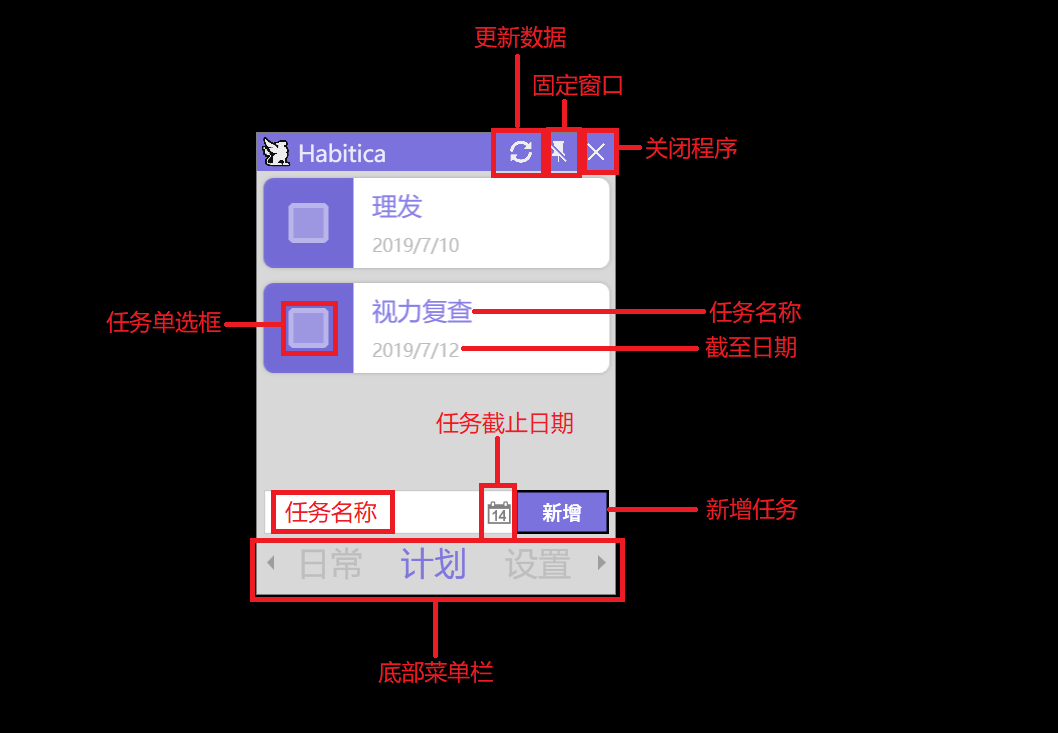 更新数据
固定窗口
Habitica
关闭程序
理发
2019/7/10
任务单选框
视力复查
任务名称
2019/7/12
截至日期
任务截止日期
任务名称
14
新增
新增任务
日常
计划
设置
底部菜单栏